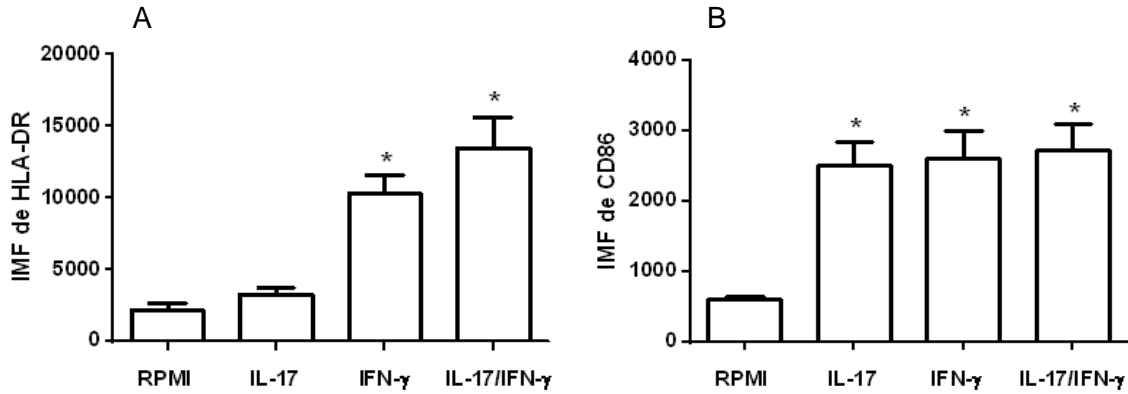 A
IMF de HLA-DR
20000
15000
10000
5000
0
*
*
RPMI IL-17 IFN-γ IL-17/IFN-γ
B
IMF de CD86
4000
3000
2000
1000
0
* * *
RPMI IL-17 IFN-γ IL-17/IFN-γ